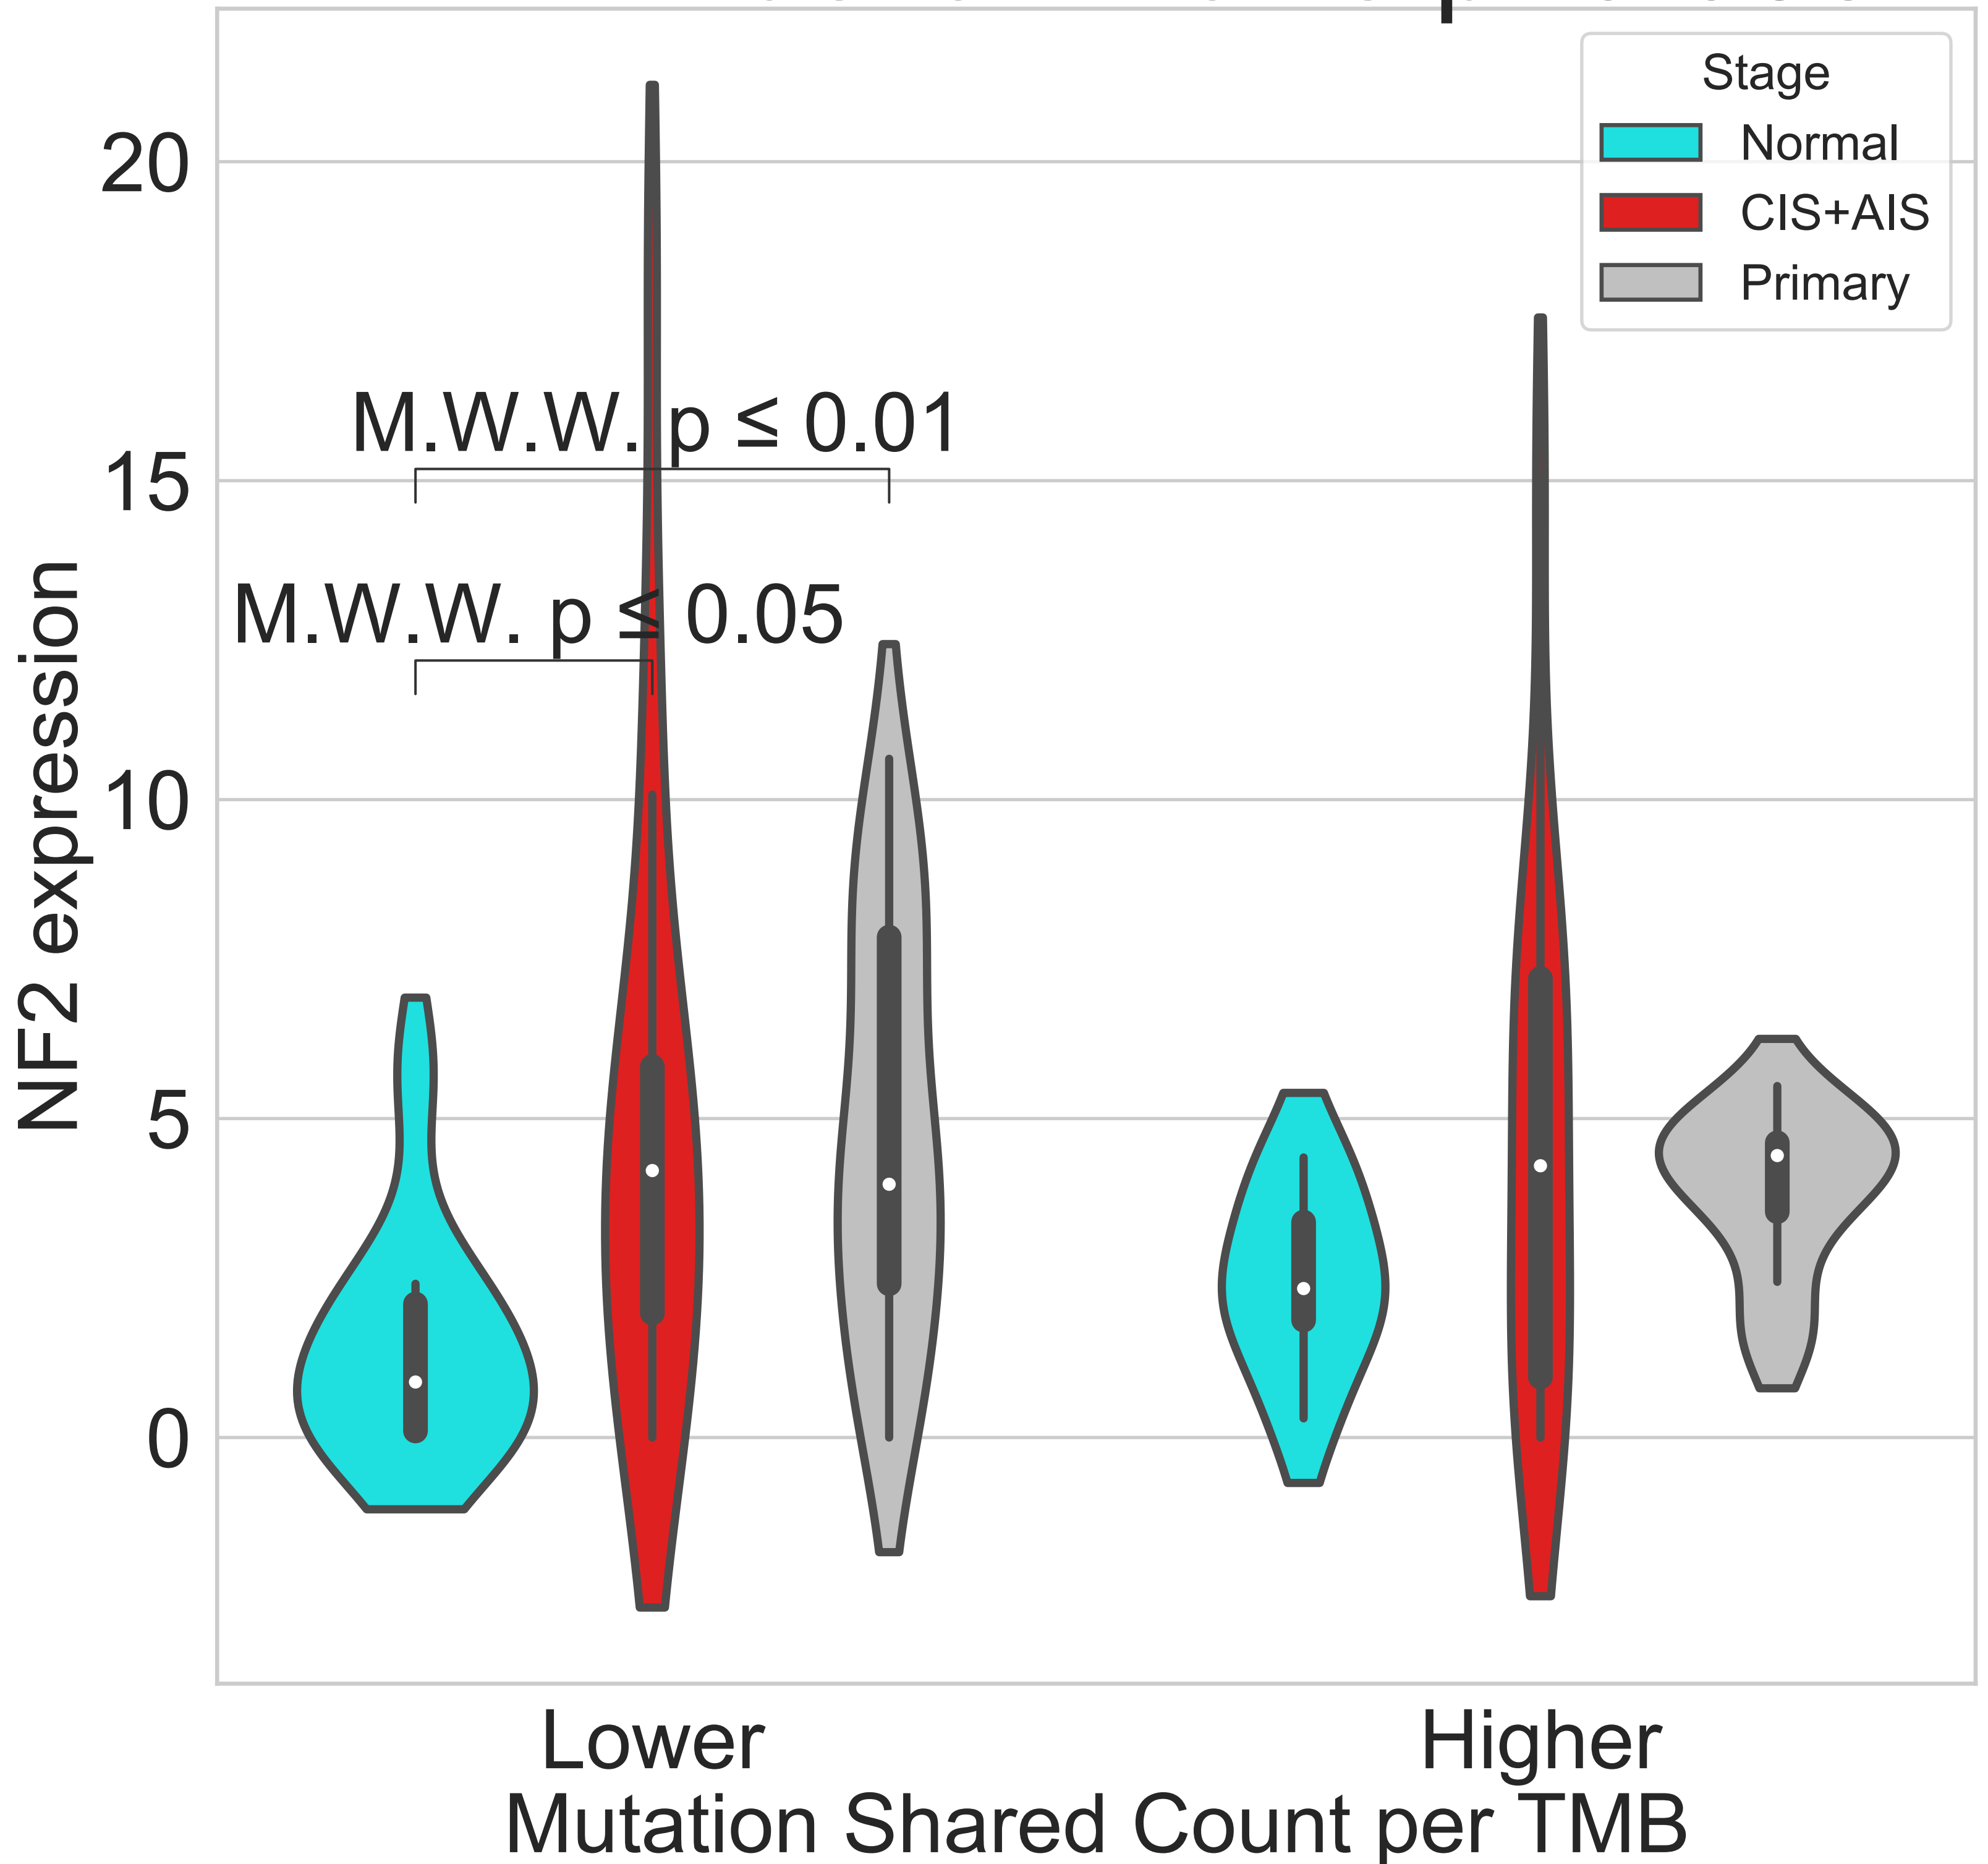 Stage
Normal
CIS+AIS
Primary
20
15
10
5
0
NF2 expression
M.W.W. p ≤ 0.01
M.W.W. p ≤ 0.05
Lower
Higher
Mutation Shared Count per TMB